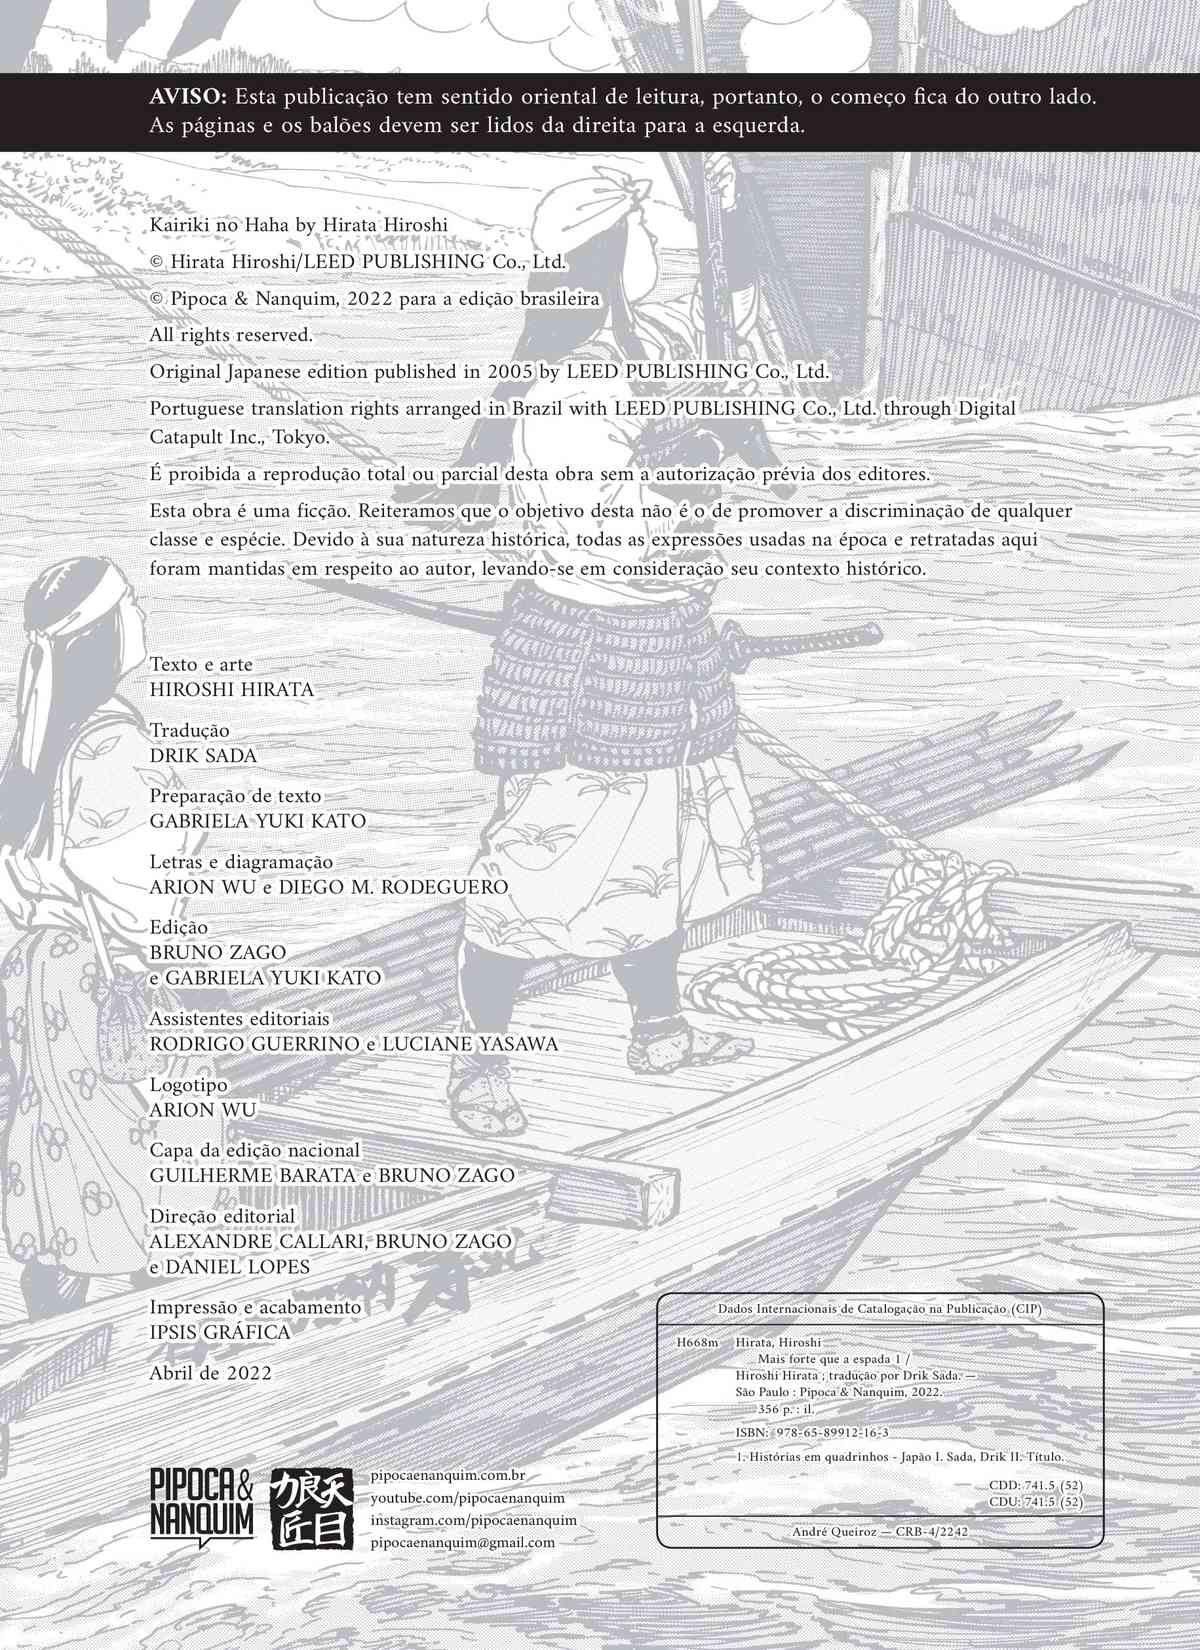 AVISO: Esta publicação tem sentido oriental de leitura, portanto, o começo fica do outro lado.
As páginas e os balões devem ser lidos da direita para a esquerda.
Kairiki no Haha by Hirata Hiroshi
© Hirata Hiroshi/LEED PUBLISHING Co., Ltd.
© Pipoca & Nanquim, 2022 para a edição brasileira
All rights reserved.
Original Japanese edition published in 2005 by LEED PUBLISHING Co., Ltd.
Portuguese translation rights arranged in Brazil with LEED PUBLISHING Co., Ltd. through Digital
Catapult Inc., Tokyo.
É proibida a reprodução total ou parcial desta obra sem a autorização prévia dos editores.
Esta obra é uma ficção. Reiteramos que o objetivo desta não é o de promover a discriminação de qualquer
classe e espécie. Devido à sua natureza histórica, todas as expressões usadas na época e retratadas aqui
foram mantidas em respeito ao autor, levando-se em consideração seu contexto histórico.
Texto e arte
HIROSHI HIRATA
Tradução
DRIK SADA
Preparação de texto
GABRIELA YUKI KATO
Letras e diagramação
ARION WU e DIEGO M. RODEGUERO
Edição
BRUNO ZAGO
e GABRIELA YUKI KATO
Assistentes editoriais
RODRIGO GUERRINO e LUCIANE YASAWA
Logotipo
ARION WU
Capa da edição nacional
GUILHERME BARATA e BRUNO ZAGO
Direção editorial
ALEXANDRE CALLARI, BRUNO ZAGO
e DANIEL LOPES
Impressão e acabamento
IPSIS GRÁFICA
Abril de 2022
PIPOCA &
NANQUIM
pipocaenanquim.com.br
youtube.com/pipocaenanquim
instagram.com/pipocaenanquim
pipocaenanquim@gmail.com
Dados Internacionais de Catalogação na Publicação (CIP)
H668m Hirata, Hiroshi
Mais forte que a espada 1 /
Hiroshi Hirata ; tradução por Drik Sada. —
São Paulo : Pipoca & Nanquim, 2022.
356 p. : il.
ISBN: 978-65-89912-16-3
1. Histórias em quadrinhos - Japão I. Sada, Drik II. Título.
CDD: 741.5 (52)
CDU: 741.5 (52)
André Queiroz — CRB-4/2242